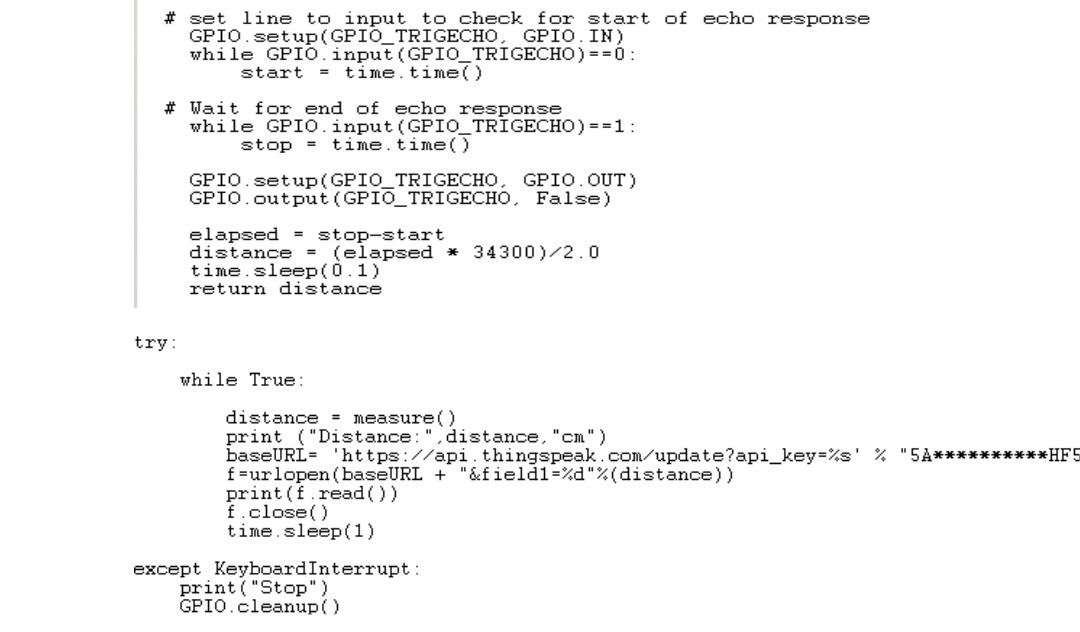 # set line to input to check for start of echo response
GPIO.setup(GPIO_TRIGECHO, GPIO.IN)
while GPIO.input(GPIO_TRIGECHO)==0:
start = time.time()
# Wait for end of echo response
while GPIO.input(GPIO_TRIGECHO)==1:
stop = time.time()
GPIO.setup(GPIO_TRIGECHO, GPIO.OUT)
GPIO.output(GPIO_TRIGECHO, False)
elapsed = stop-start
distance = (elapsed * 34300)/2.0
time.sleep(0.1)
return distance
try:
while True:
distance = measure()
print ("Distance:",distance,"cm")
baseURL= 'https://api.thingspeak.com/update?api_key=%s' % "5A**********HF5
f=urlopen(baseURL + "&field1=%d"%(distance))
print(f.read())
f.close()
time.sleep(1)
except KeyboardInterrupt:
print("Stop")
GPIO.cleanup()